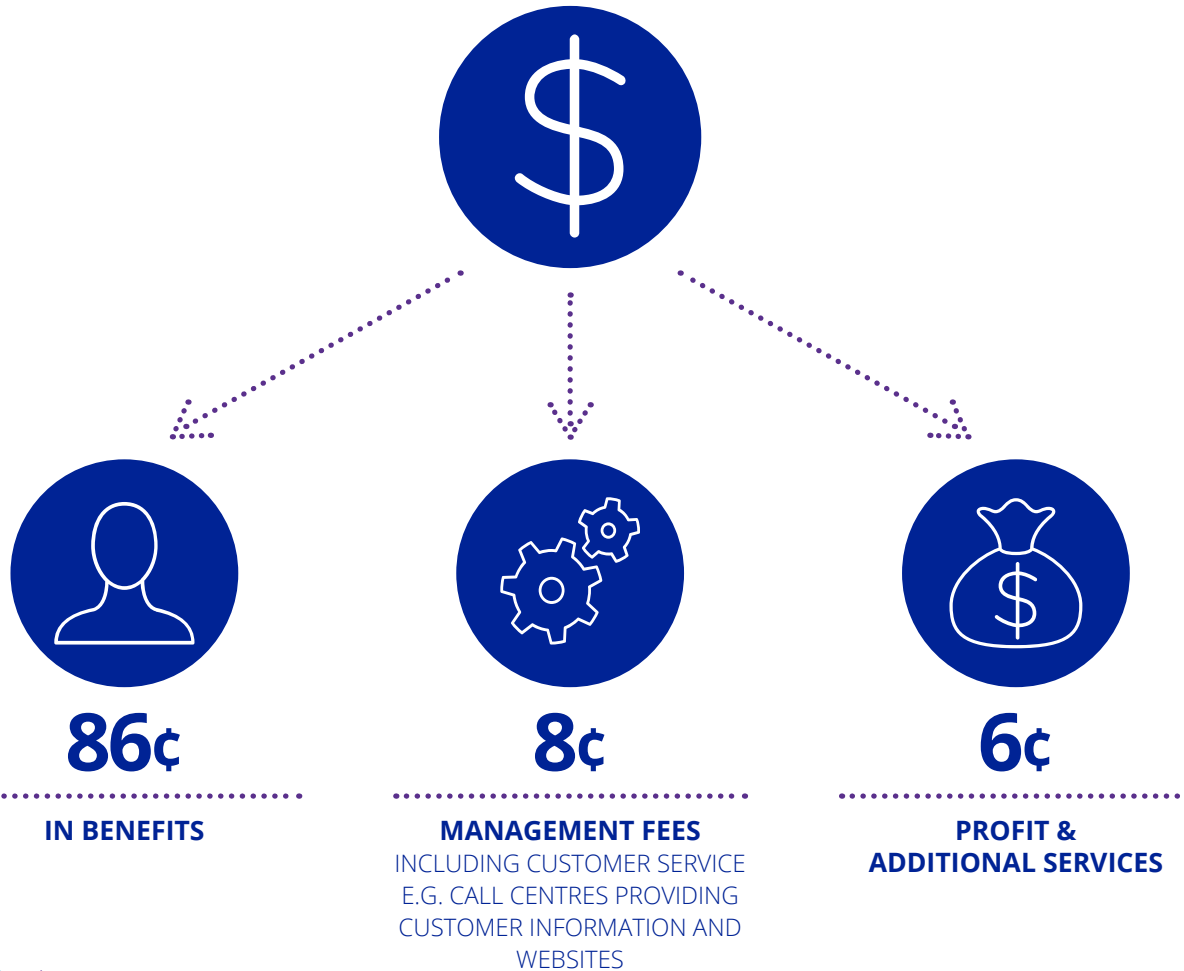 $
$
86¢
8¢
6¢
IN BENEFITS
MANAGEMENT FEES
INCLUDING CUSTOMER SERVICE
E.G. CALL CENTRES PROVIDING
CUSTOMER INFORMATION AND
WEBSITES
PROFIT &
ADDITIONAL SERVICES